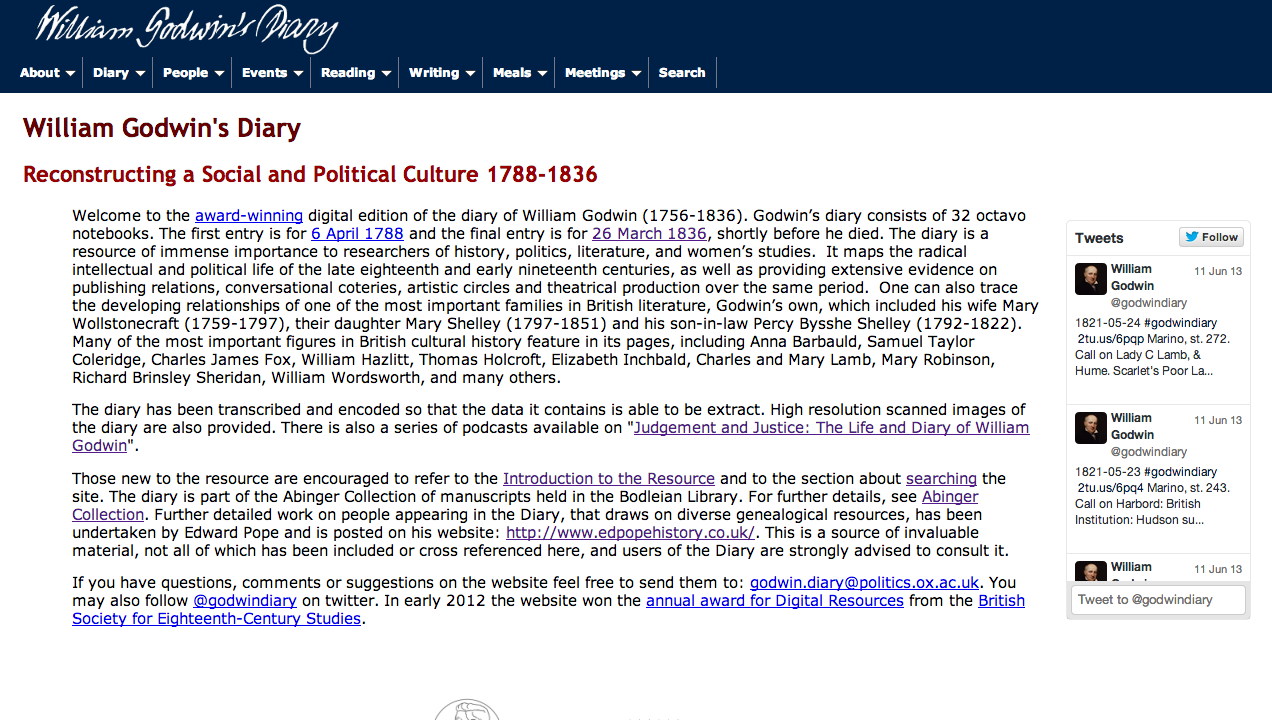 William Godwin's Diary
About Diary People Events Reading Writing Meals Meetings Search
William Godwin's Diary
Reconstructing a Social and Political Culture 1788-1836
Welcome to the award-winning digital edition of the diary of William Godwin (1756-1836). Godwin’s diary consists of 32 octavo
notebooks. The first entry is for 6 April 1788 and the final entry is for 26 March 1836, shortly before he died. The diary is a
resource of immense importance to researchers of history, politics, literature, and women’s studies.  It maps the radical
intellectual and political life of the late eighteenth and early nineteenth centuries, as well as providing extensive evidence on
publishing relations, conversational coteries, artistic circles and theatrical production over the same period.  One can also trace
the developing relationships of one of the most important families in British literature, Godwin’s own, which included his wife Mary
Wollstonecraft (1759-1797), their daughter Mary Shelley (1797-1851) and his son-in-law Percy Bysshe Shelley (1792-1822).
Many of the most important figures in British cultural history feature in its pages, including Anna Barbauld, Samuel Taylor
Coleridge, Charles James Fox, William Hazlitt, Thomas Holcroft, Elizabeth Inchbald, Charles and Mary Lamb, Mary Robinson,
Richard Brinsley Sheridan, William Wordsworth, and many others.
The diary has been transcribed and encoded so that the data it contains is able to be extract. High resolution scanned images of
the diary are also provided. There is also a series of podcasts available on "Judgement and Justice: The Life and Diary of William
Godwin".
Those new to the resource are encouraged to refer to the Introduction to the Resource and to the section about searching the
site. The diary is part of the Abinger Collection of manuscripts held in the Bodleian Library. For further details, see Abinger
Collection. Further detailed work on people appearing in the Diary, that draws on diverse genealogical resources, has been
undertaken by Edward Pope and is posted on his website: http://www.edpopehistory.co.uk/. This is a source of invaluable
material, not all of which has been included or cross referenced here, and users of the Diary are strongly advised to consult it.
If you have questions, comments or suggestions on the website feel free to send them to: godwin.diary@politics.ox.ac.uk. You
may also follow @godwindiary on twitter. In early 2012 the website won the annual award for Digital Resources from the British
Society for Eighteenth-Century Studies.
Tweets Follow
William 11 Jun 13
Godwin
@godwindiary
1821-05-24 #godwindiary
2tu.us/6pqp Marino, st. 272.
Call on Lady C Lamb, &
Hume. Scarlet's Poor La...
William 11 Jun 13
Godwin
@godwindiary
1821-05-23 #godwindiary
2tu.us/6pq4 Marino, st. 243.
Call on Harbord: British
Institution: Hudson su...
William 11 Jun 13
Tweet to @godwindiary